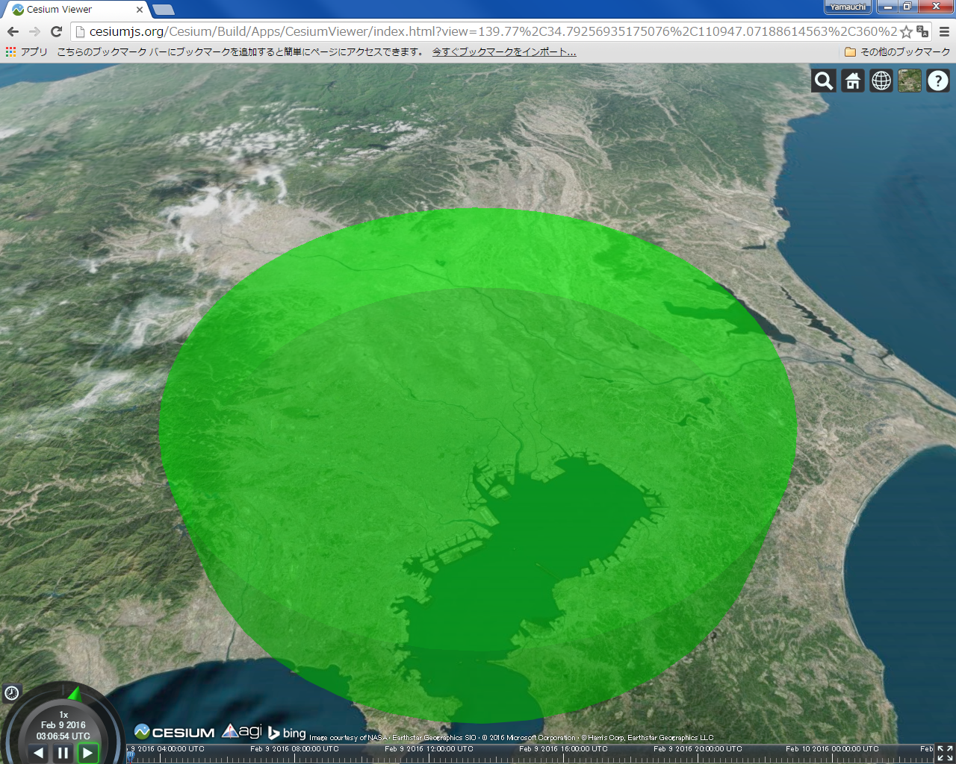 Cesium Viewer
Yamauchi
cesiumjs.org/Cesium/Build/Apps/CesiumViewer/index.html?view=139.77%2C34.79256935175076%2C110947.07188614563%2C360%2
アプリ こちらのブックマーク バーにブックマークを追加すると簡単にページにアクセスできます。 今すぐブックマークをインポート... その他のブックマーク
1x
Feb 9 2016
03:06:54 UTC
CESIUM agi bing Image courtesy of NASA • Earthstar Geographics SIO • © 2016 Microsoft Corporation • © Harris Corp, Earthstar Geographics LLC
9 2016 04:00:00 UTC Feb 9 2016 08:00:00 UTC Feb 9 2016 12:00:00 UTC Feb 9 2016 16:00:00 UTC Feb 9 2016 20:00:00 UTC Feb 10 2016 00:00:00 UTC Feb